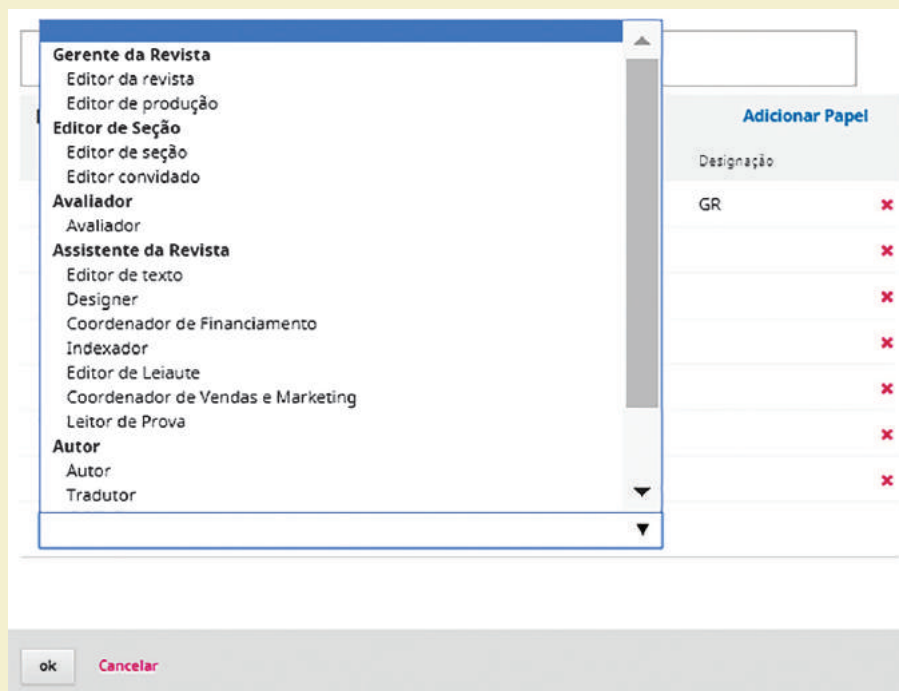 Gerente da Revista
Editor da revista
Editor de produção
Editor de Seção
Editor de seção
Editor convidado
Avaliador
Avaliador
Assistente da Revista
Editor de texto
Designer
Coordenador de Financiamento
Indexador
Editor de Leiaute
Coordenador de Vendas e Marketing
Leitor de Prova
Autor
Autor
Tradutor
Adicionar Papel
Designação
GR
ok
Cancelar